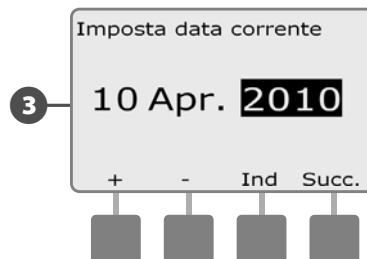 Imposta data corrente
3
10 Apr. 2010
+ - Ind Succ.